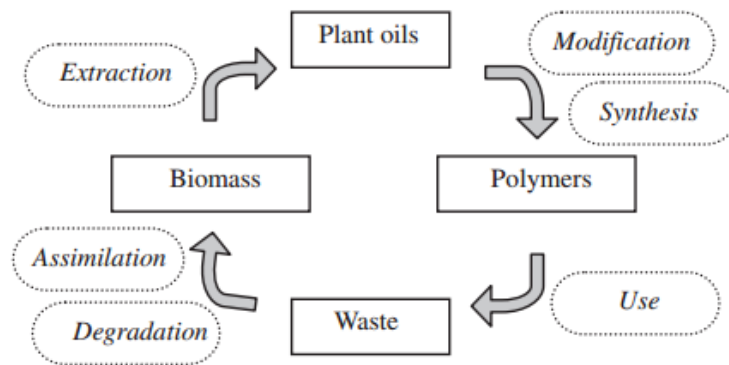 Plant oils
Modification
Extraction
Synthesis
Biomass
Polymers
Assimilation
Use
Waste
Degradation